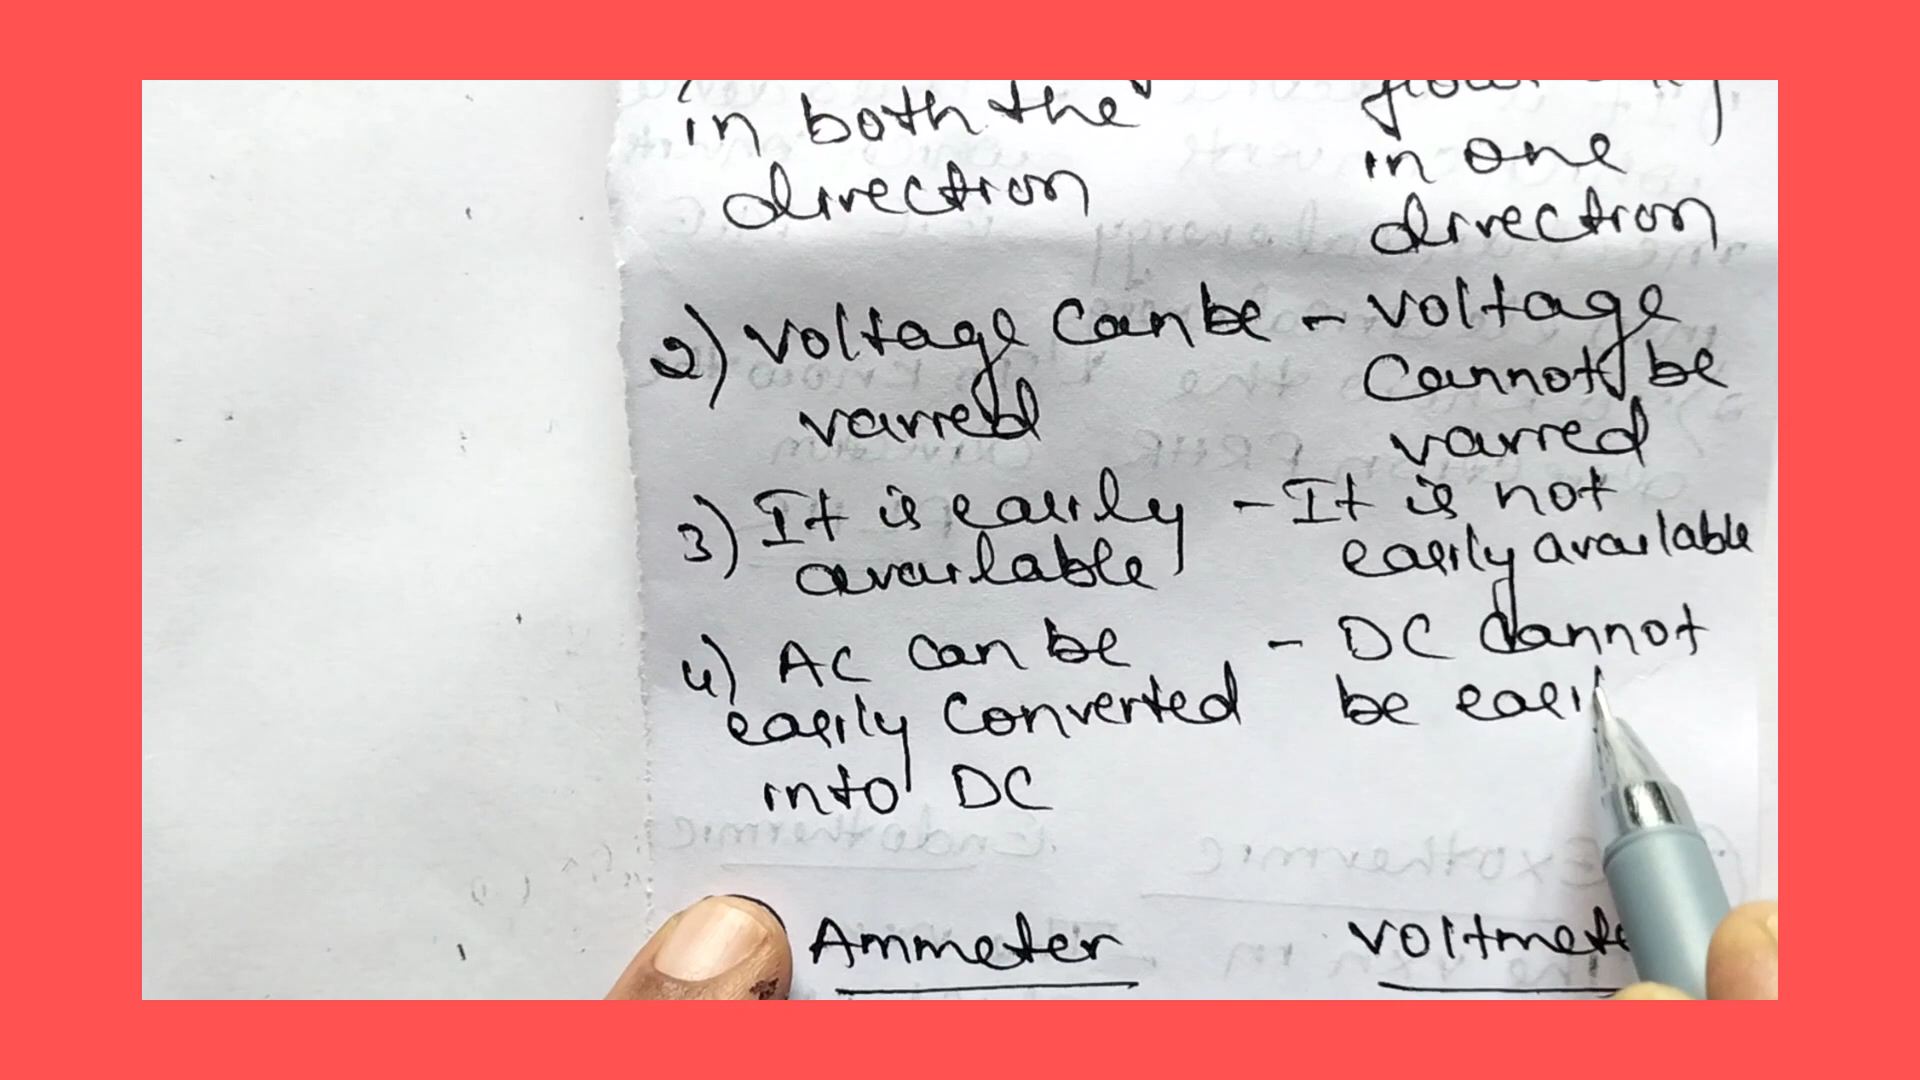 in both the
direction
in one
direction
2) Voltage can be - Voltage
varied
cannot be
varied
3) It is easily - It is not
available
easily available
4) AC can be - DC cannot
easily converted be easi
into DC
Ammeter Voltmete